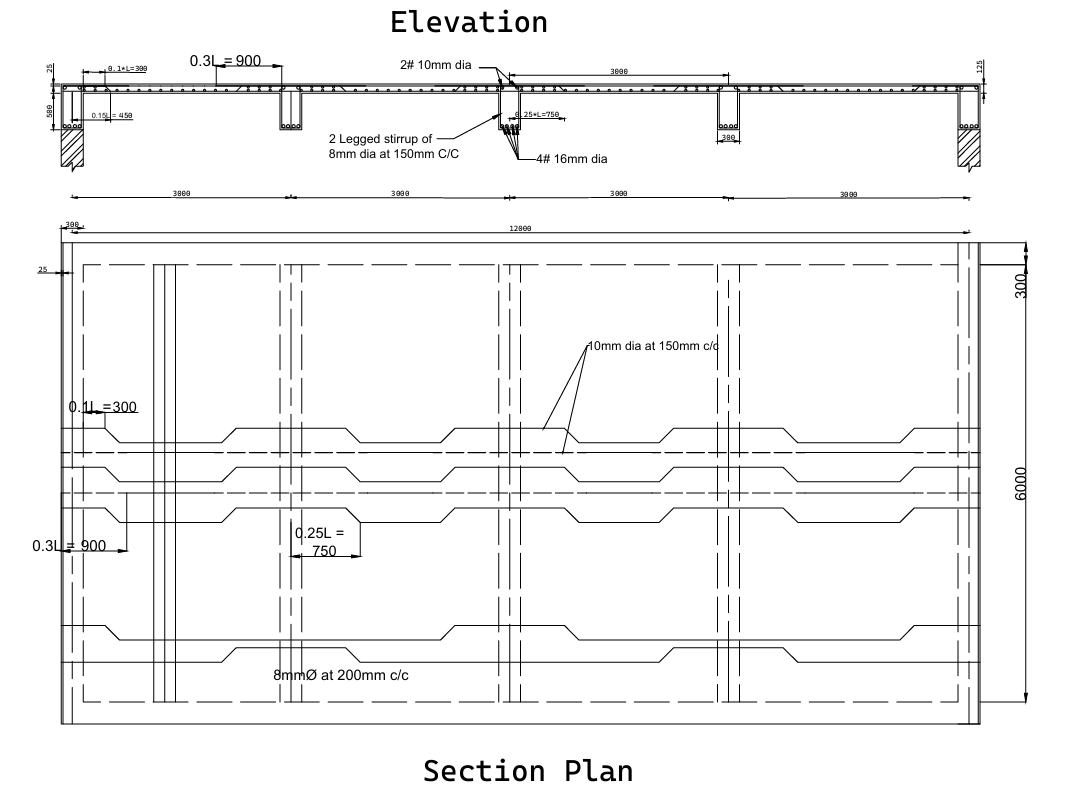 Elevation
0.3L = 900
2# 10mm dia
25
0.1*L=300
3000
125
500
0.15L = 450
0.25*L=750
2 Legged stirrup of
8mm dia at 150mm C/C
4# 16mm dia
300
3000
3000
3000
3000
300
12000
25
300
10mm dia at 150mm c/c
0.1L =300
6000
0.3L = 900
0.25L =
750
8mmØ at 200mm c/c
Section Plan